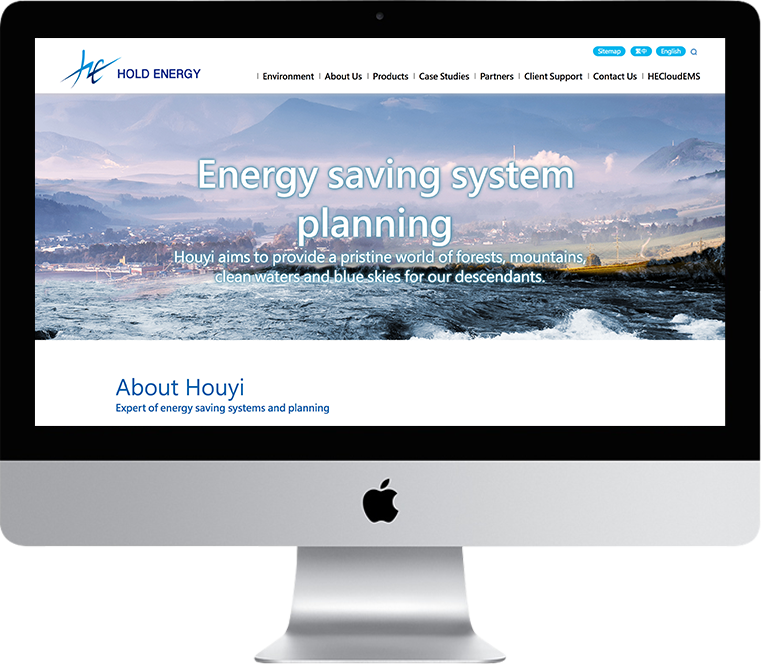 Sitemap 繁中 English
HE HOLD ENERGY
Environment About Us Products Case Studies Partners Client Support Contact Us HECloudEMS
Energy saving system
planning
Houyi aims to provide a pristine world of forests, mountains,
clean waters and blue skies for our descendants.
About Houyi
Expert of energy saving systems and planning